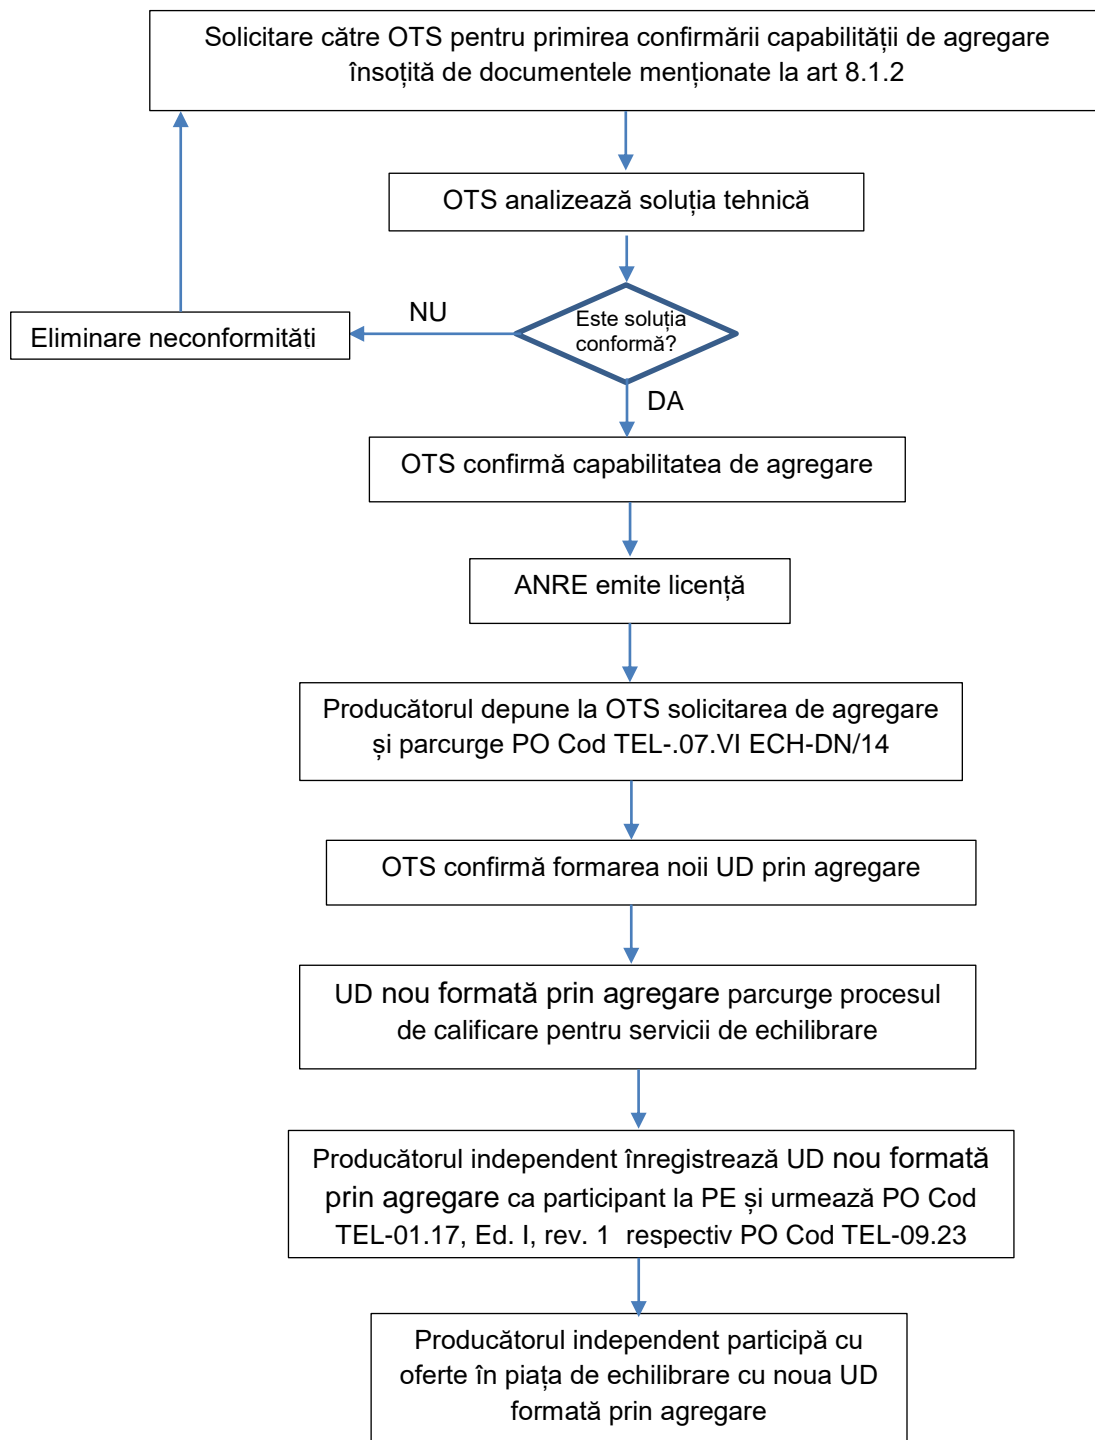 Solicitare către OTS pentru primirea confirmării capabilității de agregare
însoțită de documentele menționate la art 8.1.2
OTS analizează soluția tehnică
NU
Este soluția
conformă?
Eliminare neconformităti
DA
OTS confirmă capabilitatea de agregare
ANRE emite licență
Producătorul depune la OTS solicitarea de agregare
și parcurge PO Cod TEL-.07.VI ECH-DN/14
OTS confirmă formarea noii UD prin agregare
UD nou formată prin agregare parcurge procesul
de calificare pentru servicii de echilibrare
Producătorul independent înregistrează UD nou formată
prin agregare ca participant la PE și urmează PO Cod
TEL-01.17, Ed. I, rev. 1 respectiv PO Cod TEL-09.23
Producătorul independent participă cu
oferte în piața de echilibrare cu noua UD
formată prin agregare